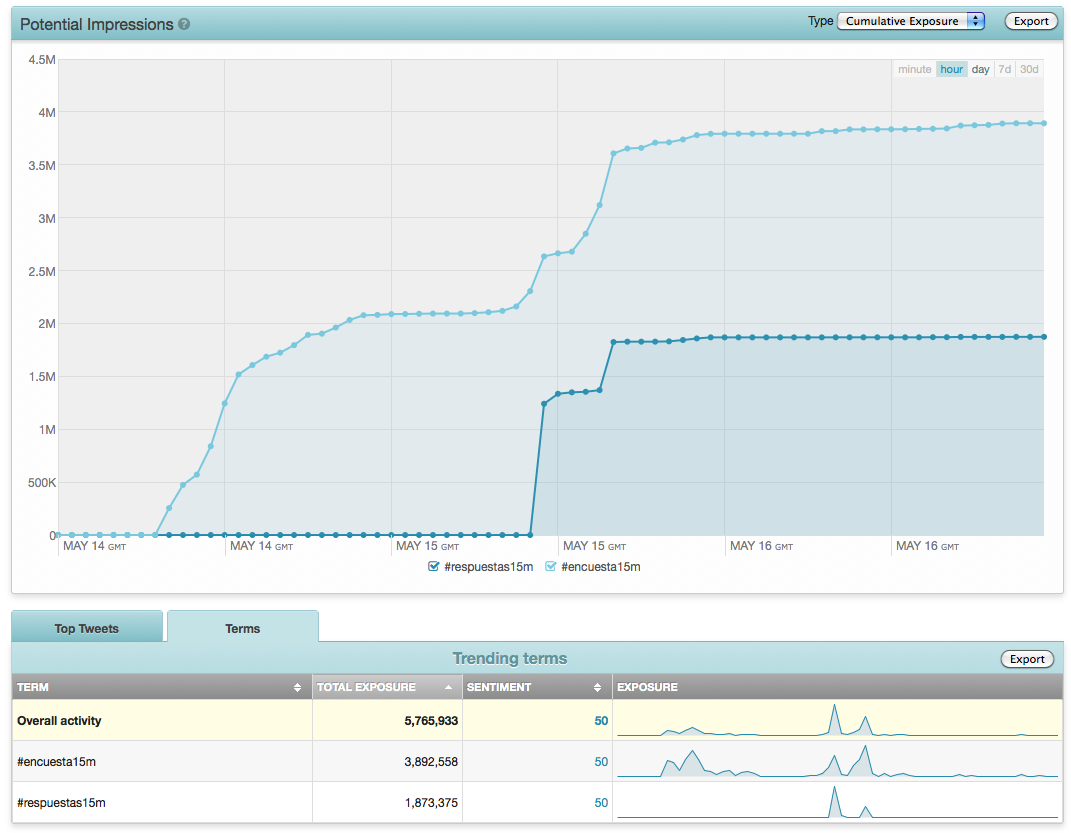 Potential Impressions ?
Type Cumulative Exposure Export
minute hour day 7d 30d
4.5M
4M
3.5M
3M
2.5M
2M
1.5M
1M
500K
0
MAY 14 GMT MAY 14 GMT MAY 15 GMT MAY 15 GMT MAY 16 GMT MAY 16 GMT
#respuestas15m #encuesta15m
Top Tweets Terms
Trending terms Export
TERM TOTAL EXPOSURE SENTIMENT EXPOSURE
Overall activity 5,765,933 50
#encuesta15m 3,892,558 50
#respuestas15m 1,873,375 50